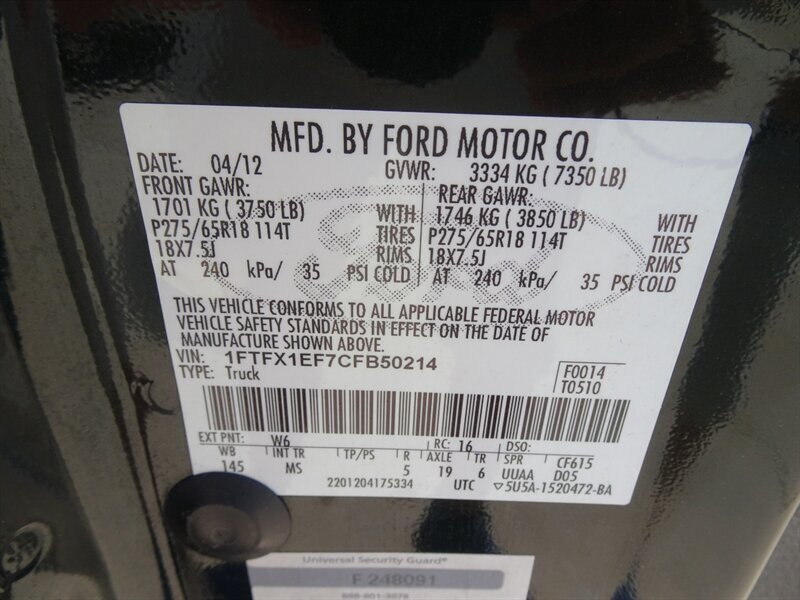 MFD. BY FORD MOTOR CO.
DATE: 04/12 GVWR: 3334 KG ( 7350 LB)
FRONT GAWR: REAR GAWR:
1701 KG ( 3750 LB) WITH 1746 KG ( 3850 LB) WITH
P275/65R18 114T TIRES P275/65R18 114T TIRES
18X7.5J RIMS 18X7.5J RIMS
AT 240 kPa/ 35 PSI COLD AT 240 kPa/ 35 PSI COLD
Ford
THIS VEHICLE CONFORMS TO ALL APPLICABLE FEDERAL MOTOR
VEHICLE SAFETY STANDARDS IN EFFECT ON THE DATE OF
MANUFACTURE SHOWN ABOVE.
VIN: 1FTFX1EF7CFB50214 F0014
TYPE: Truck T0510
EXT PNT: W6 RC: 16 DSO:
WB INT TR TP/PS R AXLE TR SPR CF615
145 MS 5 19 6 UUAA D05
2201204175334 UTC ▽5U5A-1520472-BA
Universal Security Guard®
F 248091